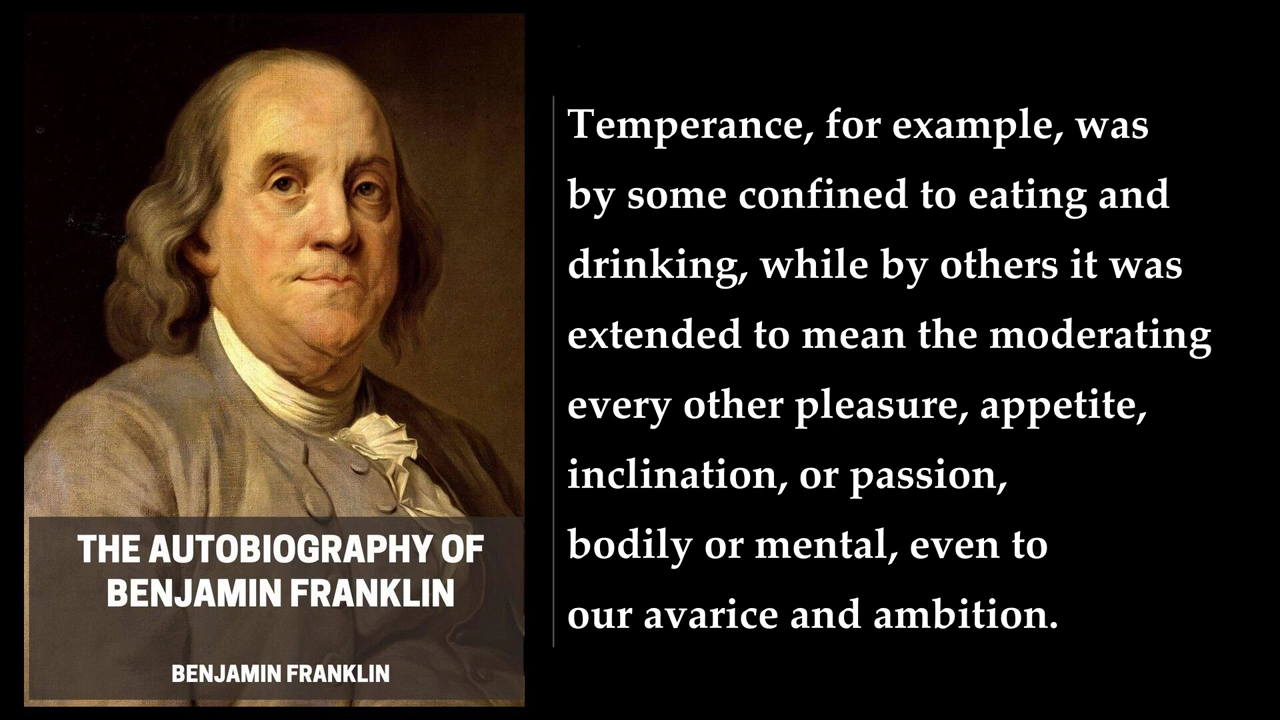 THE AUTOBIOGRAPHY OF
BENJAMIN FRANKLIN
BENJAMIN FRANKLIN
Temperance, for example, was
by some confined to eating and
drinking, while by others it was
extended to mean the moderating
every other pleasure, appetite,
inclination, or passion,
bodily or mental, even to
our avarice and ambition.